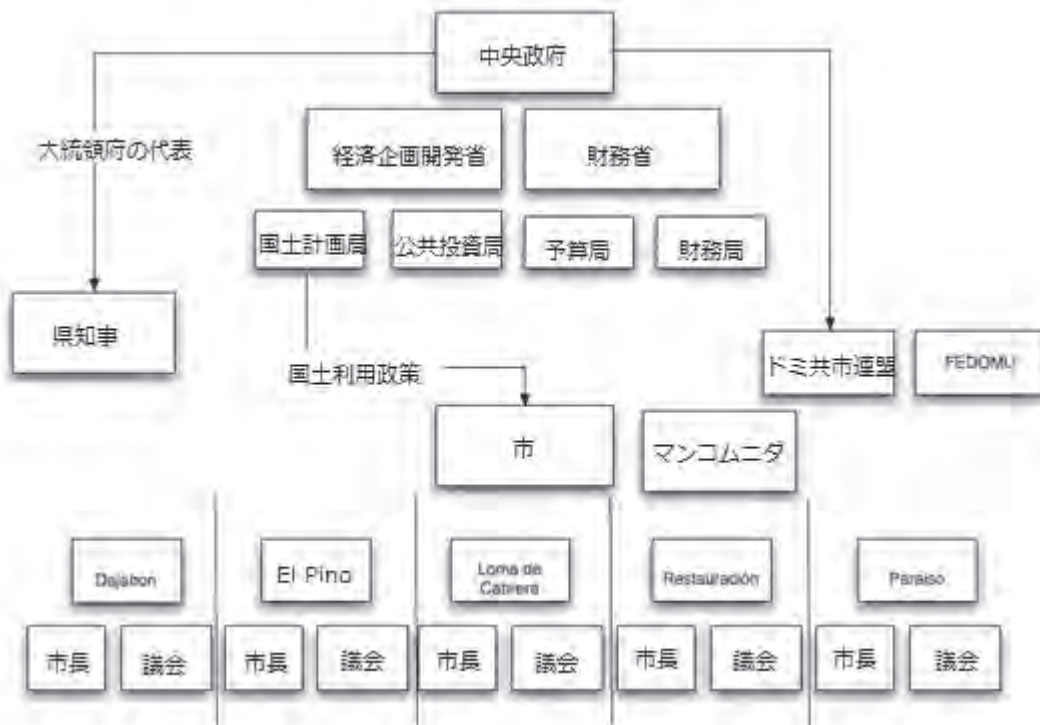 中央政府
大統領府の代表
経済企画開発省
財務省
国土計画局
公共投資局
予算局
財務局
県知事
ドミ共市連盟
FEDOMU
国土利用政策
市
マンコムニダ
Dajabon
El Pino
Loma de
Cabrera
Restauración
Paraiso
市長
議会
市長
議会
市長
議会
市長
議会
市長
議会